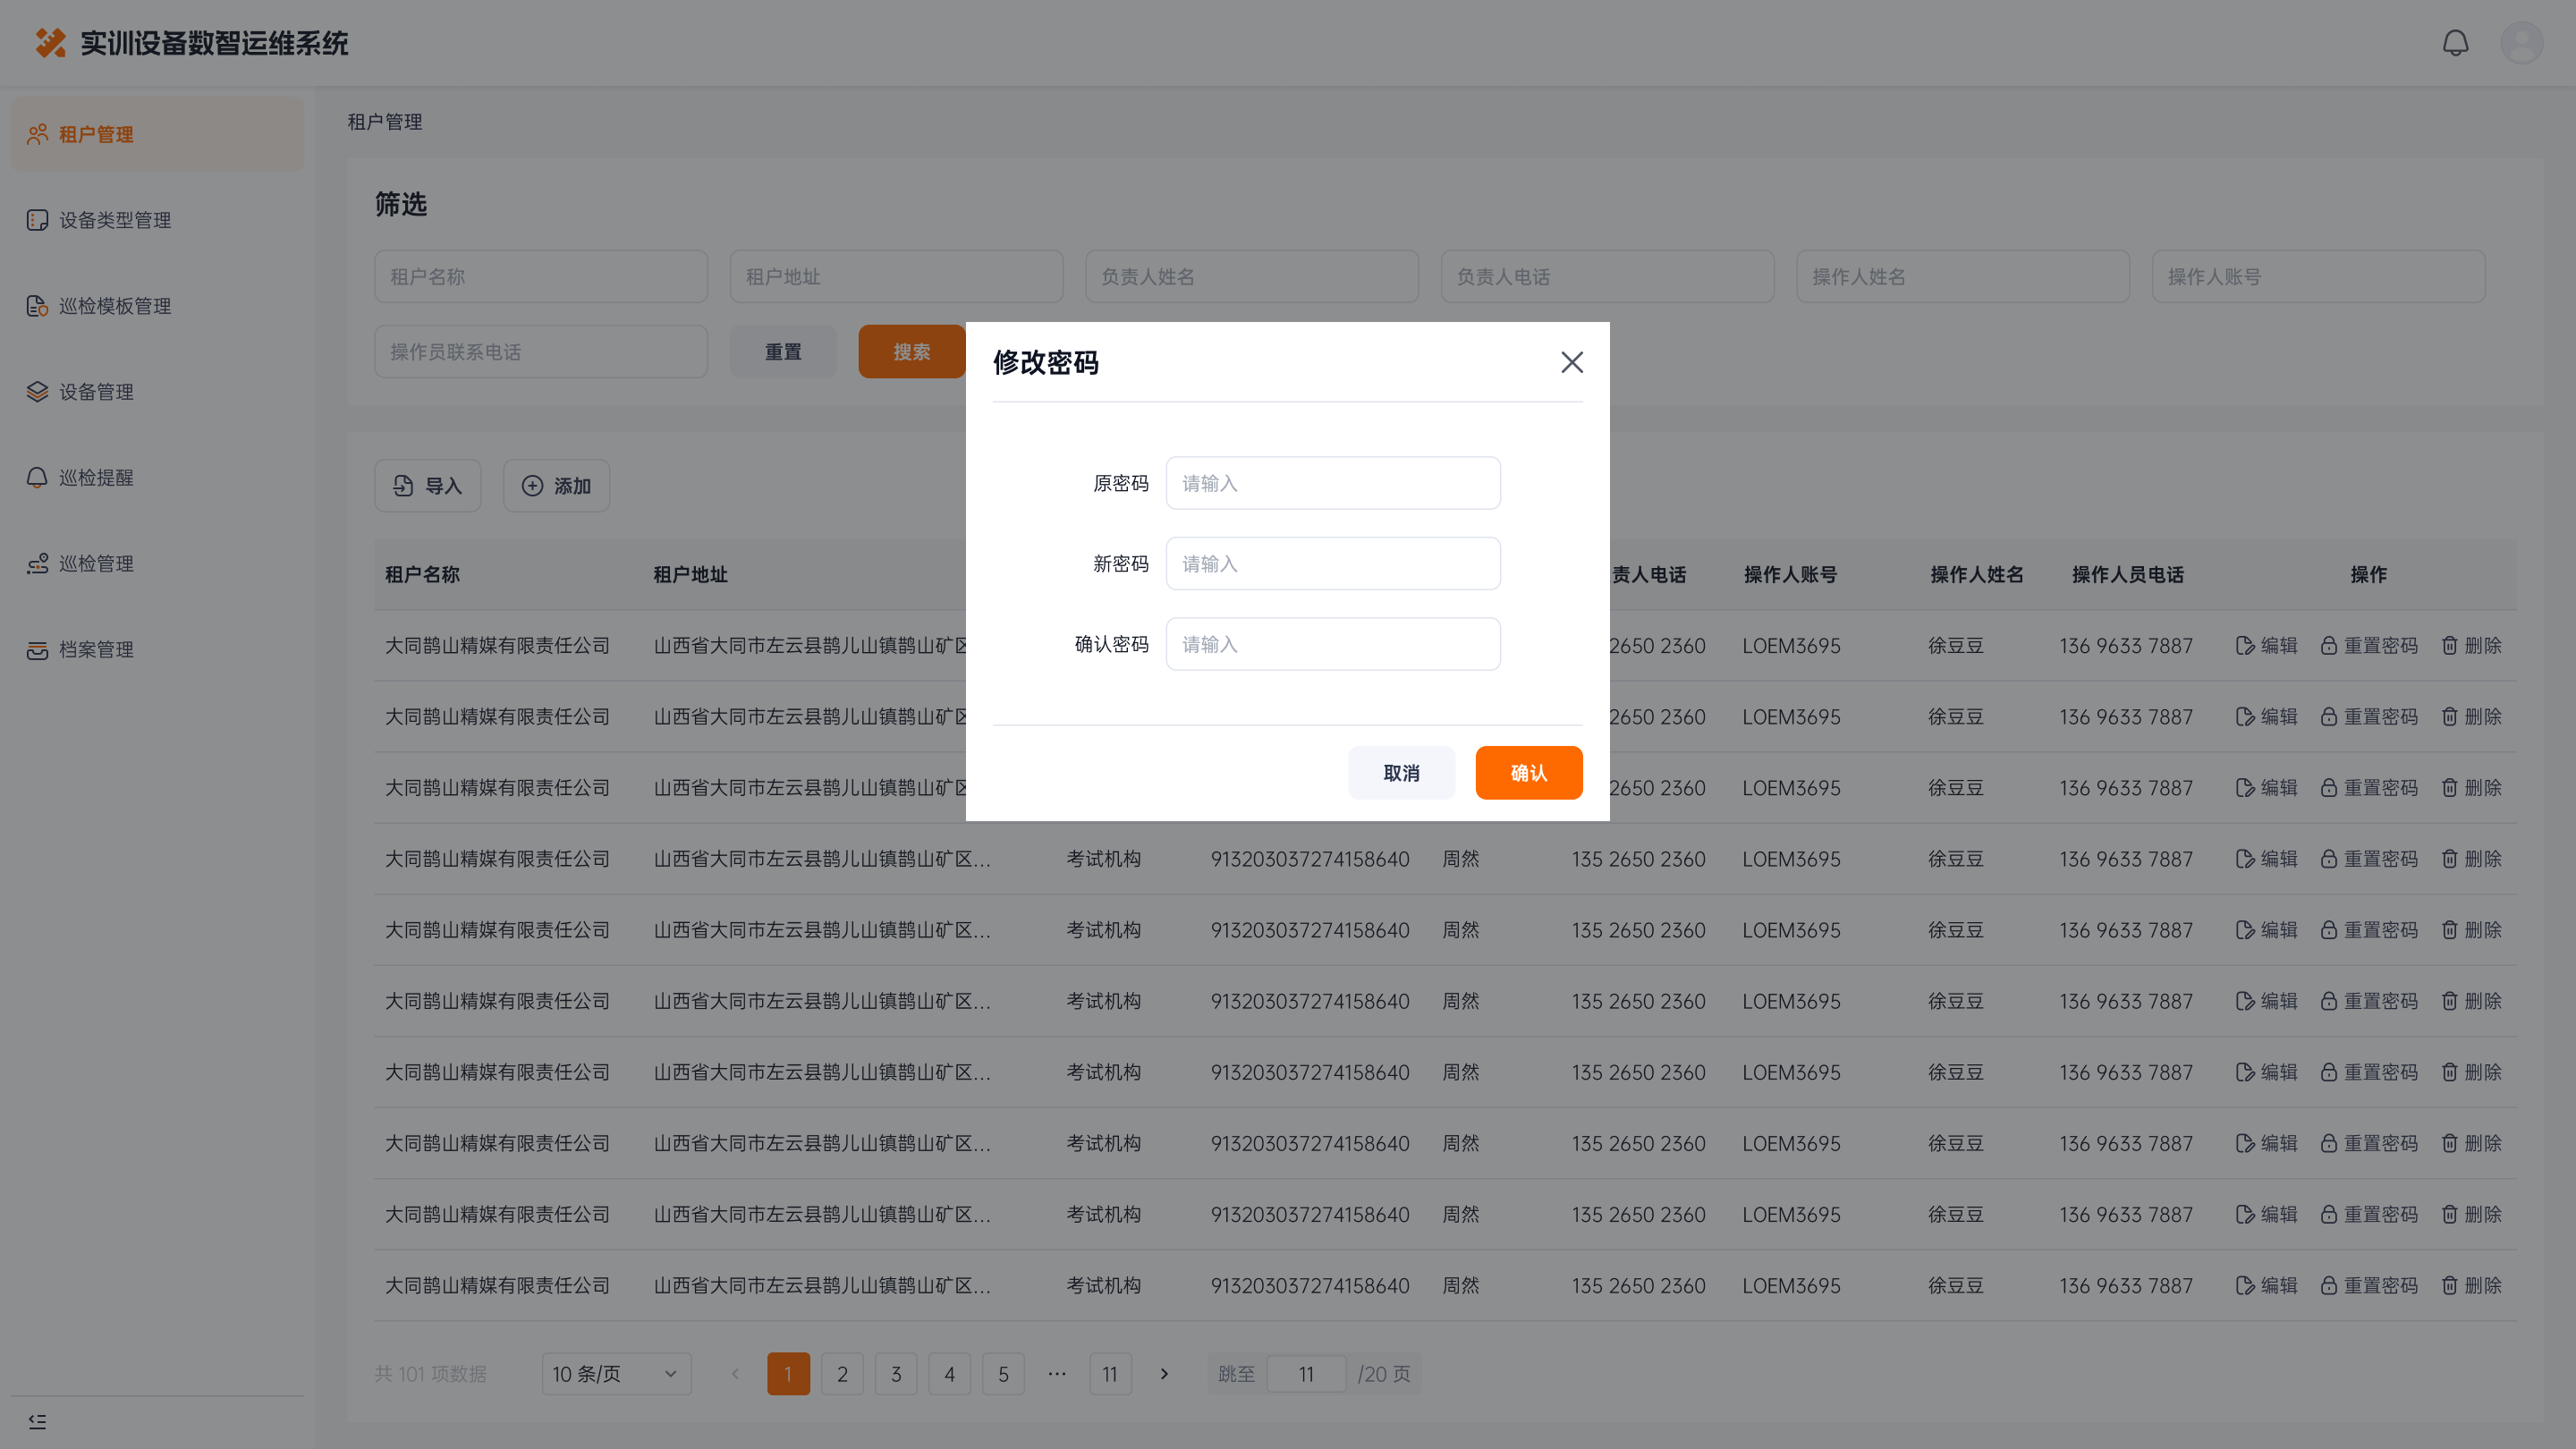 实训设备数智运维系统
租户管理
设备类型管理
巡检模板管理
设备管理
巡检提醒
巡检管理
档案管理
租户管理
筛选
租户名称 租户地址 负责人姓名 负责人电话 操作人姓名 操作人账号
操作员联系电话 重置 搜索
导入 添加
修改密码
原密码 请输入
新密码 请输入
确认密码 请输入
取消 确认
租户名称 租户地址 责人电话 操作人账号 操作人姓名 操作人员电话 操作
大同鹊山精媒有限责任公司 山西省大同市左云县鹊儿山镇鹊山矿区 2650 2360 LOEM3695 徐豆豆 136 9633 7887 编辑 重置密码 删除
大同鹊山精媒有限责任公司 山西省大同市左云县鹊儿山镇鹊山矿区 2650 2360 LOEM3695 徐豆豆 136 9633 7887 编辑 重置密码 删除
大同鹊山精媒有限责任公司 山西省大同市左云县鹊儿山镇鹊山矿区 2650 2360 LOEM3695 徐豆豆 136 9633 7887 编辑 重置密码 删除
大同鹊山精媒有限责任公司 山西省大同市左云县鹊儿山镇鹊山矿区... 考试机构 913203037274158640 周然 135 2650 2360 LOEM3695 徐豆豆 136 9633 7887 编辑 重置密码 删除
大同鹊山精媒有限责任公司 山西省大同市左云县鹊儿山镇鹊山矿区... 考试机构 913203037274158640 周然 135 2650 2360 LOEM3695 徐豆豆 136 9633 7887 编辑 重置密码 删除
大同鹊山精媒有限责任公司 山西省大同市左云县鹊儿山镇鹊山矿区... 考试机构 913203037274158640 周然 135 2650 2360 LOEM3695 徐豆豆 136 9633 7887 编辑 重置密码 删除
大同鹊山精媒有限责任公司 山西省大同市左云县鹊儿山镇鹊山矿区... 考试机构 913203037274158640 周然 135 2650 2360 LOEM3695 徐豆豆 136 9633 7887 编辑 重置密码 删除
大同鹊山精媒有限责任公司 山西省大同市左云县鹊儿山镇鹊山矿区... 考试机构 913203037274158640 周然 135 2650 2360 LOEM3695 徐豆豆 136 9633 7887 编辑 重置密码 删除
大同鹊山精媒有限责任公司 山西省大同市左云县鹊儿山镇鹊山矿区... 考试机构 913203037274158640 周然 135 2650 2360 LOEM3695 徐豆豆 136 9633 7887 编辑 重置密码 删除
大同鹊山精媒有限责任公司 山西省大同市左云县鹊儿山镇鹊山矿区... 考试机构 913203037274158640 周然 135 2650 2360 LOEM3695 徐豆豆 136 9633 7887 编辑 重置密码 删除
共 101 项数据 10 条/页 1 2 3 4 5 ··· 11 跳至 11 /20 页